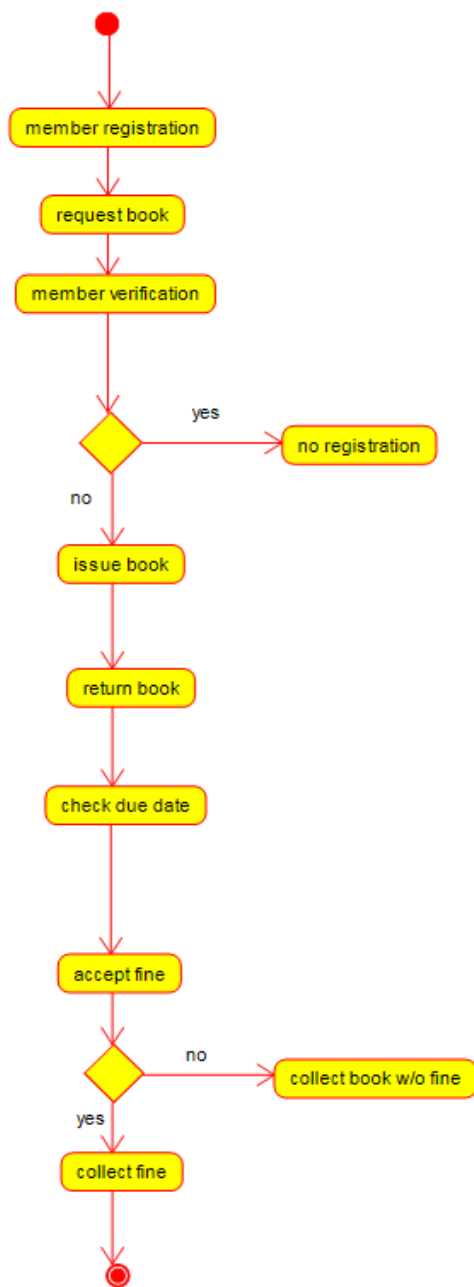 member registration
request book
member verification
yes
no registration
no
issue book
return book
check due date
accept fine
no
collect book w/o fine
yes
collect fine